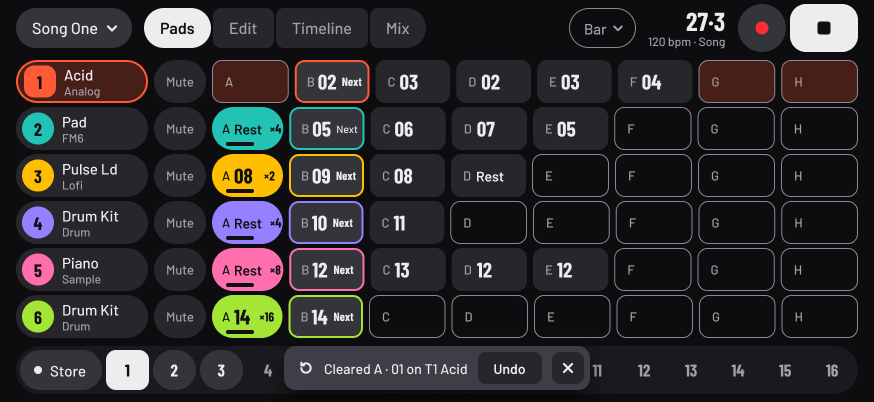 Song One Pads Edit Timeline Mix Bar 27·3
120 bpm · Song
1 Acid Analog Mute A B 02 Next C 03 D 02 E 03 F 04 G H
2 Pad FM6 Mute A Rest ×4 B 05 Next C 06 D 07 E 05 F G H
3 Pulse Ld Lofi Mute A 08 ×2 B 09 Next C 08 D Rest E F G H
4 Drum Kit Drum Mute A Rest ×4 B 10 Next C 11 D E F G H
5 Piano Sample Mute A Rest ×8 B 12 Next C 13 D 12 E 12 F G H
6 Drum Kit Drum Mute A 14 ×16 B 14 Next C D E F G H
Store 1 2 3 4 Cleared A · 01 on T1 Acid Undo 11 12 13 14 15 16